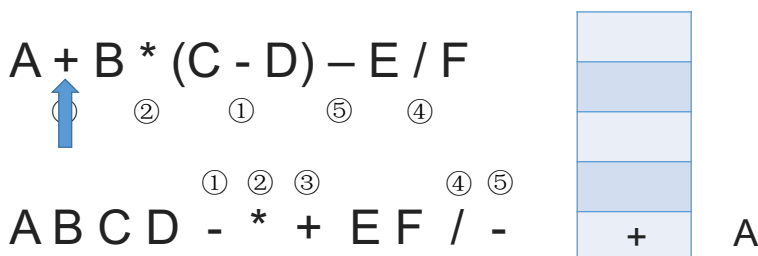 A + B * (C - D) – E / F
② ① ⑤ ④
① ② ③ ④ ⑤
A B C D - * + E F / -
+
A